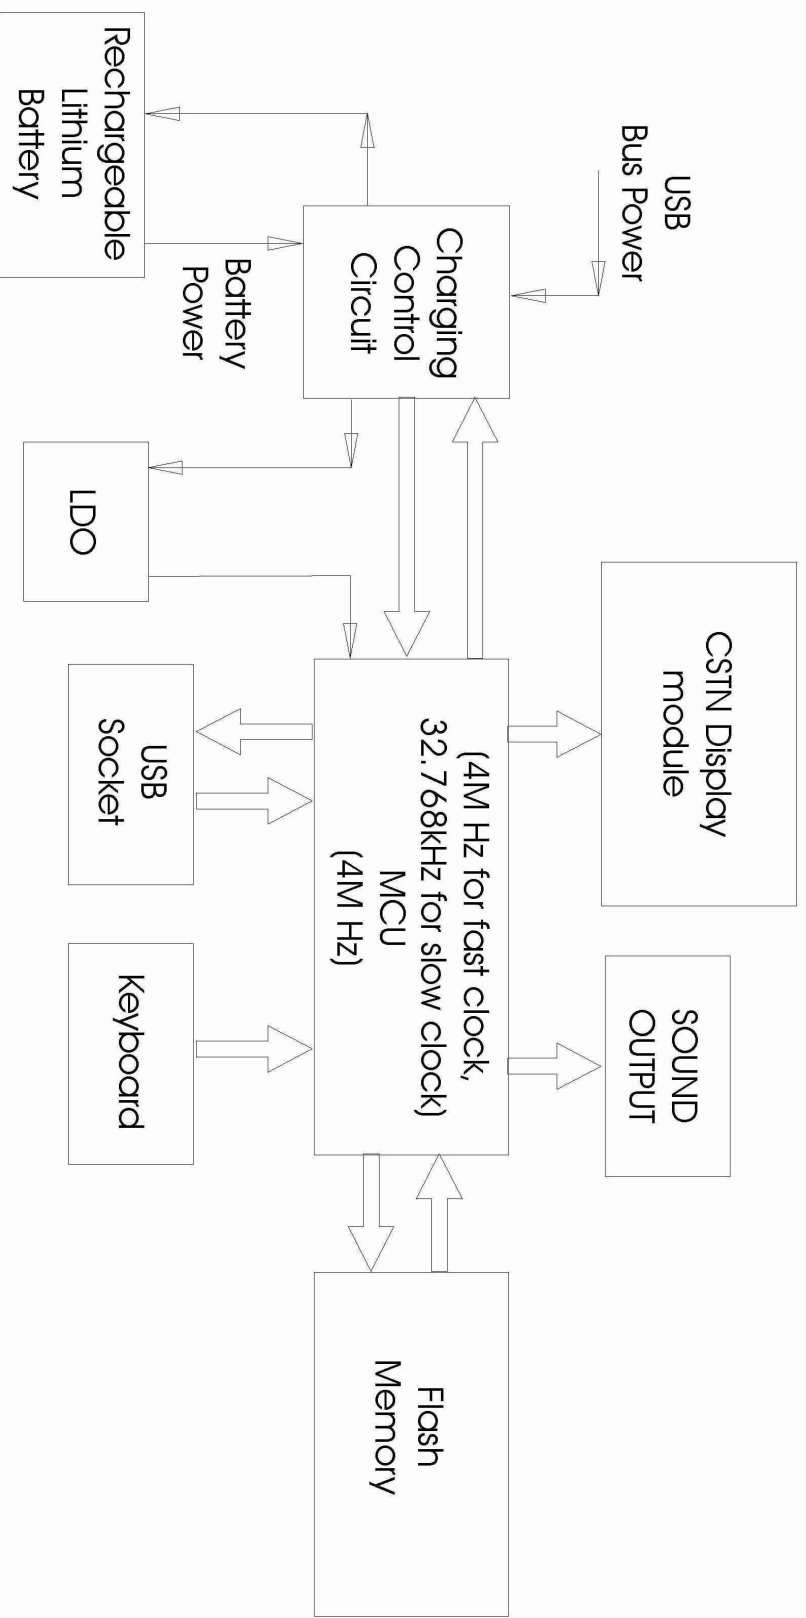 USB
Bus Power
Charging
Control
Circuit
Rechargeable
Lithium
Battery
Battery
Power
LDO
CSTN Display
module
SOUND
OUTPUT
(4M Hz for fast clock,
32.768kHz for slow clock)
MCU
(4M Hz)
USB
Socket
Keyboard
Flash
Memory